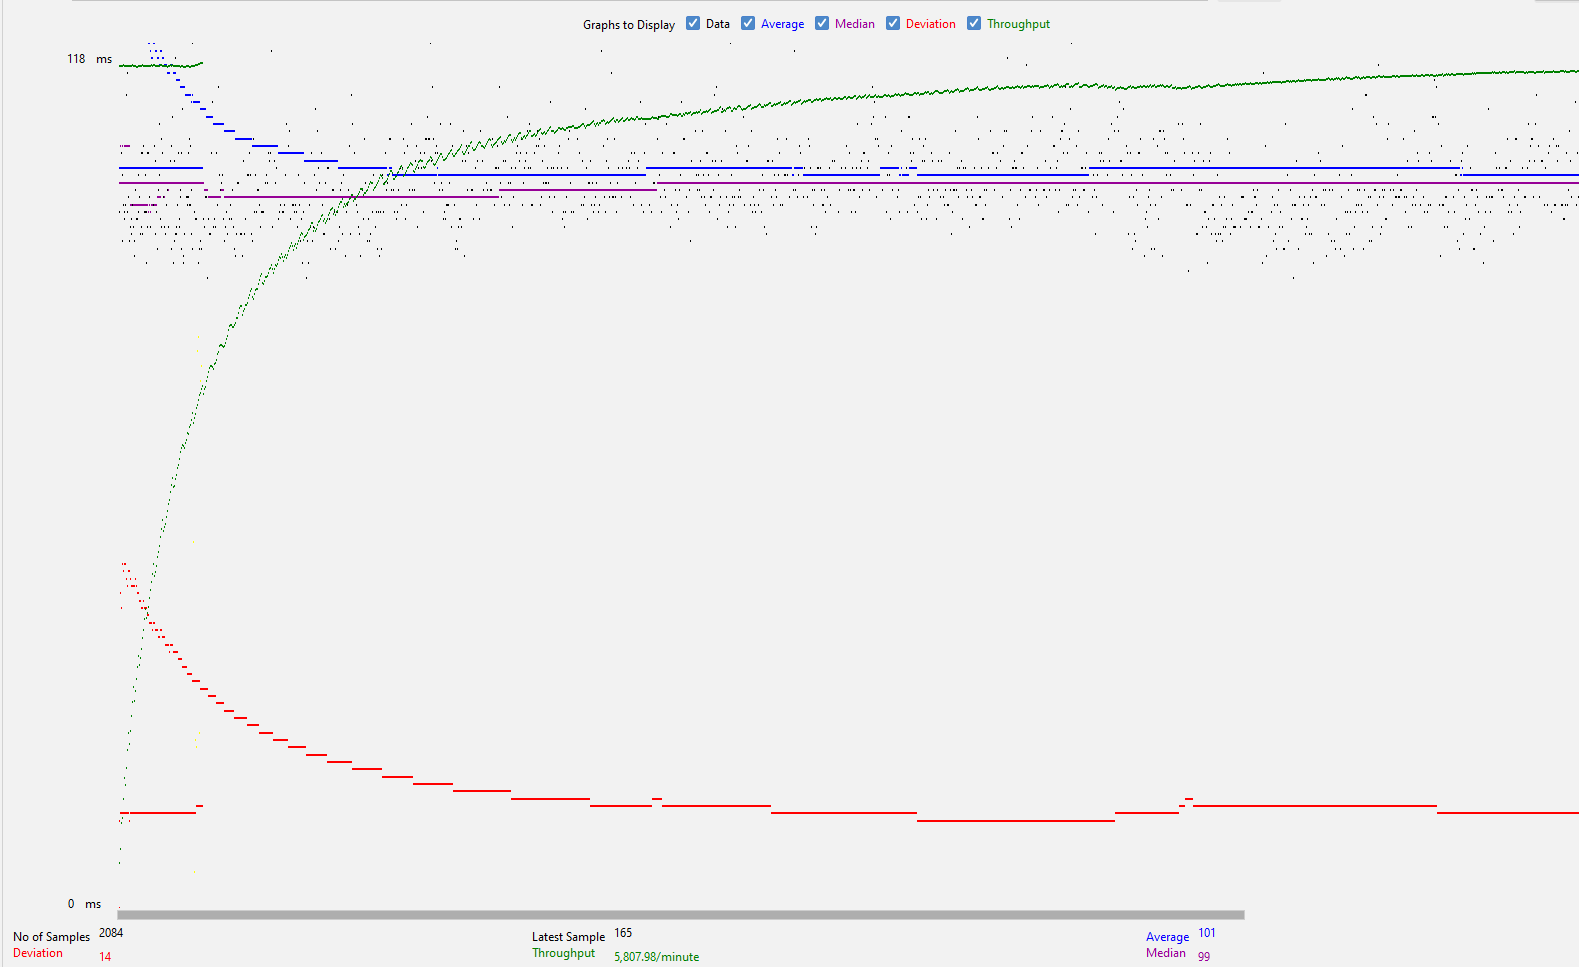 Graphs to Display Data Average Median Deviation Throughput
118 ms
0 ms
No of Samples 2084 Latest Sample 165 Average 101
Deviation 14 Throughput 5,807.98/minute Median 99